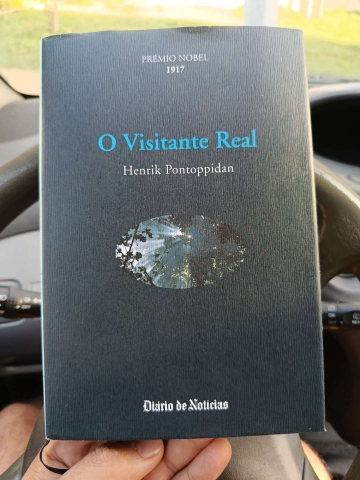 PRÉMIO NOBEL
1917
O Visitante Real
Henrik Pontoppidan
Diário de Notícias